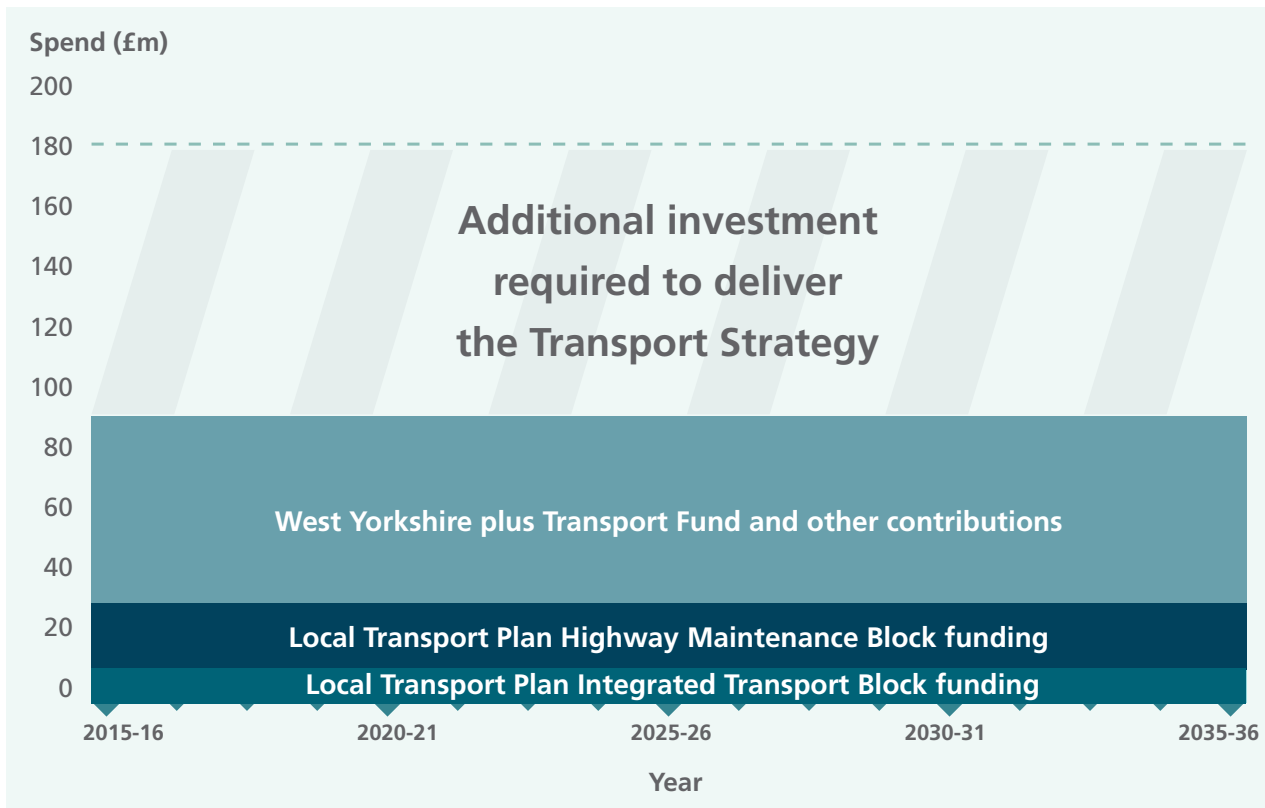 Spend (£m)
200
180
160
140
120
100
80
60
40
20
0
Additional investment
required to deliver
the Transport Strategy
West Yorkshire plus Transport Fund and other contributions
Local Transport Plan Highway Maintenance Block funding
Local Transport Plan Integrated Transport Block funding
2015-16 2020-21 2025-26 2030-31 2035-36
Year